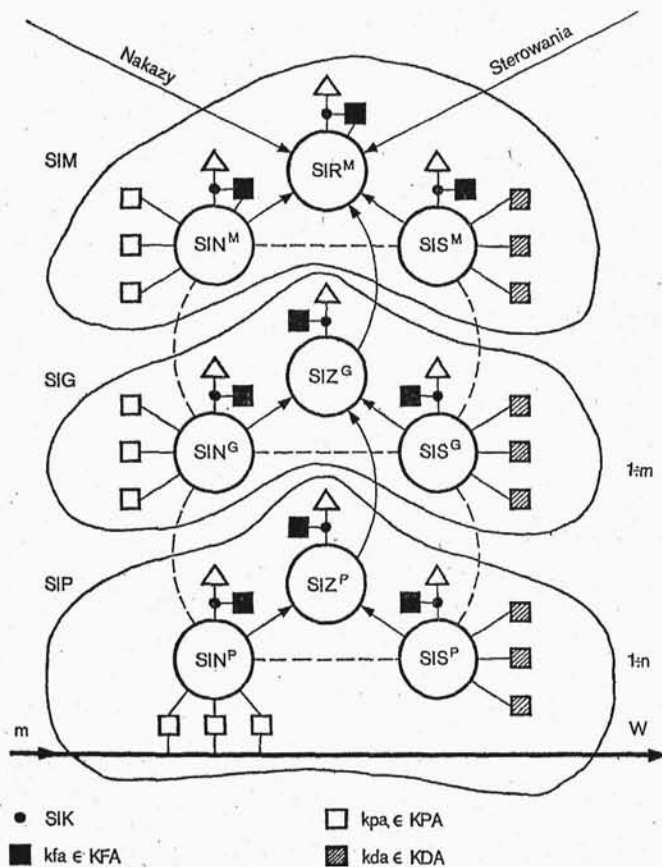 Nakazy
Sterowania
SIM
SIR^M
SIN^M
SIS^M
SIG
SIZ^G
SIN^G
SIS^G
1÷m
SIP
SIZ^P
SIN^P
SIS^P
1÷n
m
W
SIK
kpa ϵ KPA
kfa ϵ KFA
kda ϵ KDA